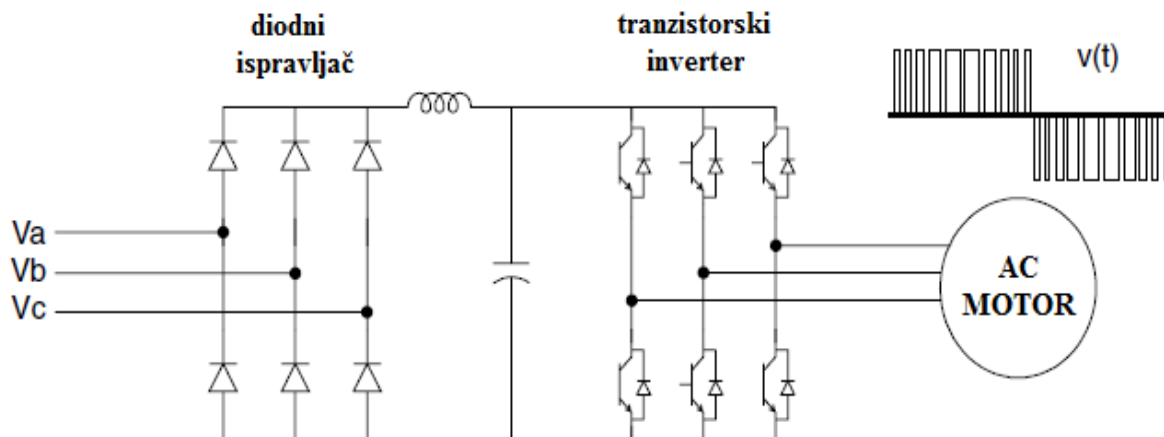 diodni
ispravljač
tranzistorski
inverter
v(t)
Va
Vb
Vc
AC
MOTOR